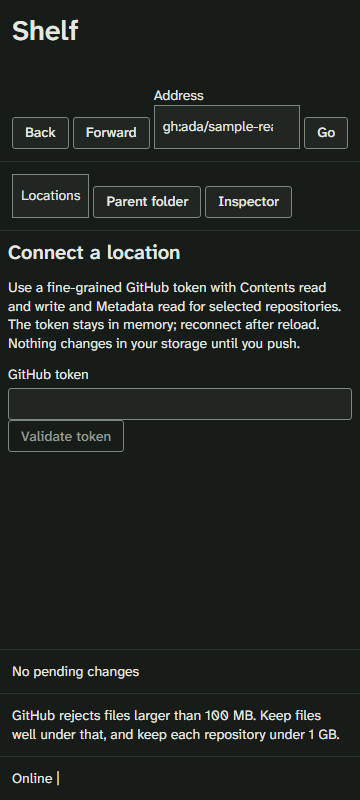 Shelf
Address
Back
Forward
gh:ada/sample-rea
Go
Locations
Parent folder
Inspector
Connect a location
Use a fine-grained GitHub token with Contents read
and write and Metadata read for selected repositories.
The token stays in memory; reconnect after reload.
Nothing changes in your storage until you push.
GitHub token
Validate token
No pending changes
GitHub rejects files larger than 100 MB. Keep files
well under that, and keep each repository under 1 GB.
Online |